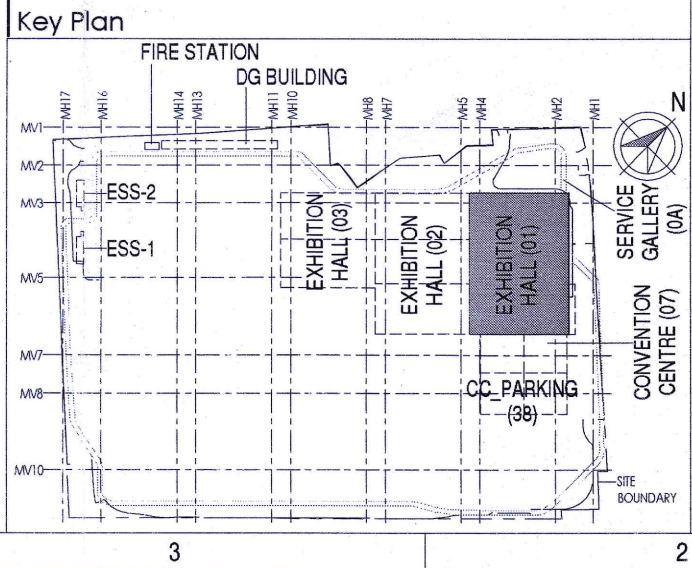 Key Plan
FIRE STATION
DG BUILDING
MH17
MH16
MH14
MH13
MH11
MH10
MH8
MH7
MH5
MH4
MH2
MH1
N
MV1
MV2
MV3
MV5
MV7
MV8
MV10
ESS-2
ESS-1
EXHIBITION
HALL (03)
EXHIBITION
HALL (02)
EXHIBITION
HALL (01)
SERVICE
GALLERY
(0A)
CONVENTION
CENTRE (07)
CC_PARKING
(38)
SITE
BOUNDARY
3
2